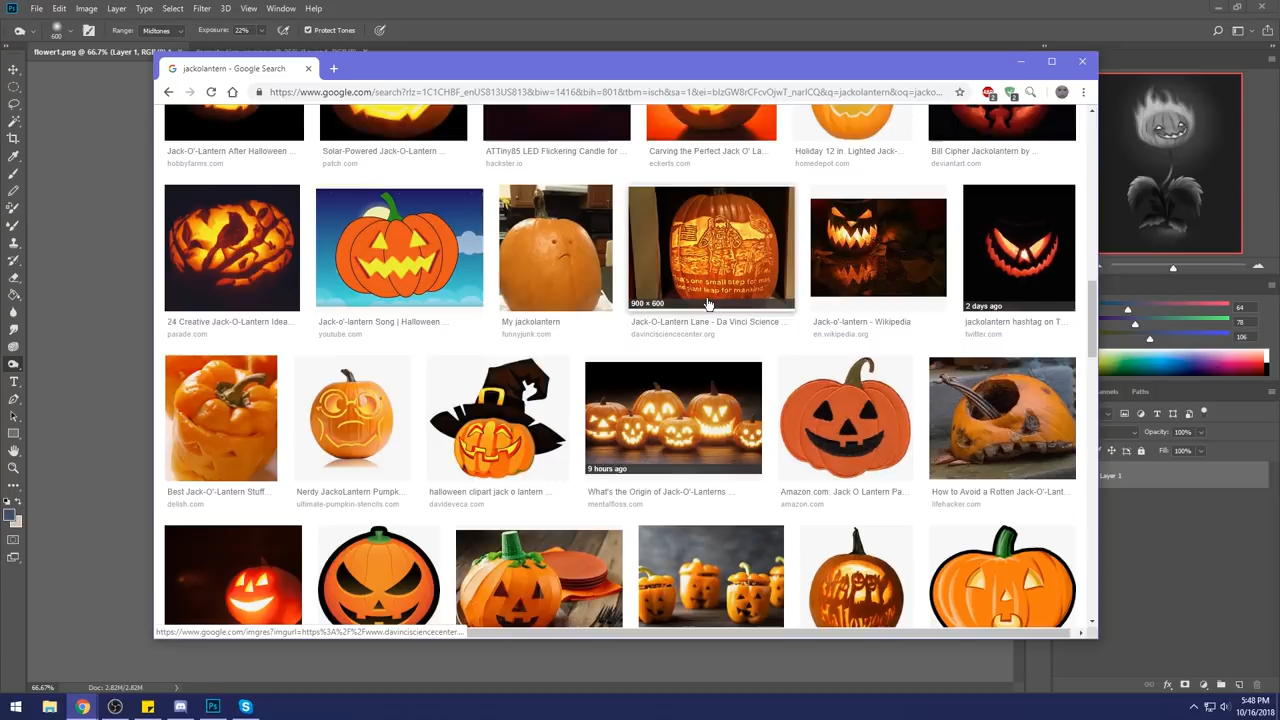 File Edit Image Layer Type Select Filter 3D View Window Help
600 Range: Midtones Exposure: 22% Protect Tones
flower1.png @ 66.7% (Layer 1,
jackolantern - Google Search
https://www.google.com/search?rlz=1C1CHBF_enUS813US813&biw=1416&bih=801&tbm=isch&sa=1&ei=
Jack-O'-Lantern After Halloween ... Solar-Powered Jack-O-Lantern ... ATTiny85 LED Flickering Candle for ... Carving the Perfect Jack O' La... Holiday 12 in. Lighted Jack-... Bill Cipher Jackolantern by ...
hobbyfarms.com patch.com hackster.io eckerts.com homedepot.com deviantart.com
900 × 600
2 days ago
24 Creative Jack-O-Lantern Idea... Jack-o'-lantern Song | Halloween ... My jackolantern Jack-O-Lantern Lane - Da Vinci Science ... Jack-o'-lantern - Wikipedia jackolantern hashtag on T...
parade.com youtube.com funnyjunk.com davincisciencecenter.org en.wikipedia.org twitter.com
64
78
106
Paths
Opacity: 100%
Fill: 100%
Layer 1
9 hours ago
Best Jack-O'-Lantern Stuff... Nerdy JackoLantern Pumpk... halloween clipart jack o lantern ... What's the Origin of Jack-O'-Lanterns ... Amazon.com: Jack O Lantern Pa... How to Avoid a Rotten Jack-O'-Lant...
delish.com ultimate-pumpkin-stencils.com davideveca.com mentalfloss.com amazon.com lifehacker.com
https://www.google.com/imgres?imgurl=https%3A%2F%2Fwww.davincisciencecenter....
66.67% Doc: 2.82M/2.82M
5:48 PM
10/16/2018